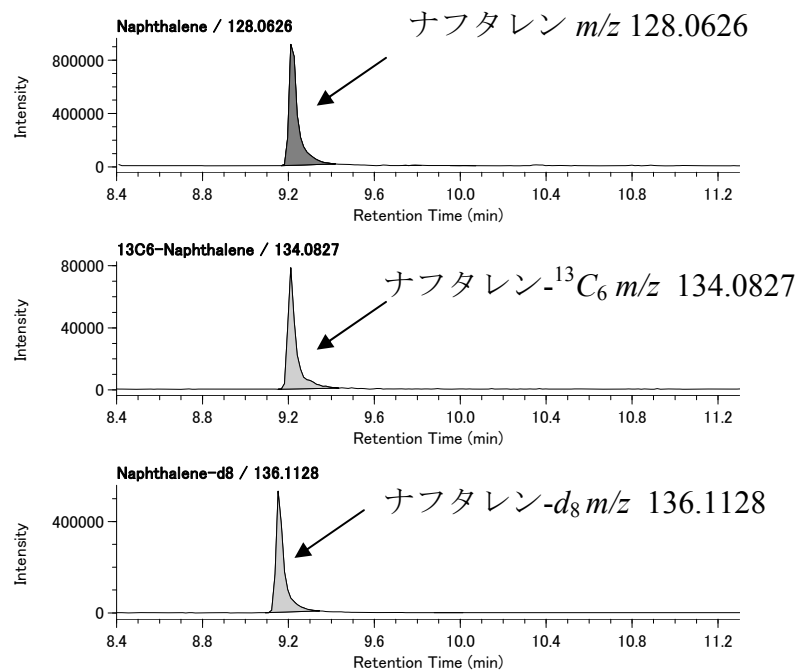 Naphthalene / 128.0626
ナフタレン m/z 128.0626
Intensity
800000
400000
0
8.4 8.8 9.2 9.6 10.0 10.4 10.8 11.2
Retention Time (min)
13C6-Naphthalene / 134.0827
ナフタレン-¹³C₆ m/z 134.0827
Intensity
80000
40000
0
8.4 8.8 9.2 9.6 10.0 10.4 10.8 11.2
Retention Time (min)
Naphthalene-d8 / 136.1128
ナフタレン-d₈ m/z 136.1128
Intensity
400000
0
8.4 8.8 9.2 9.6 10.0 10.4 10.8 11.2
Retention Time (min)